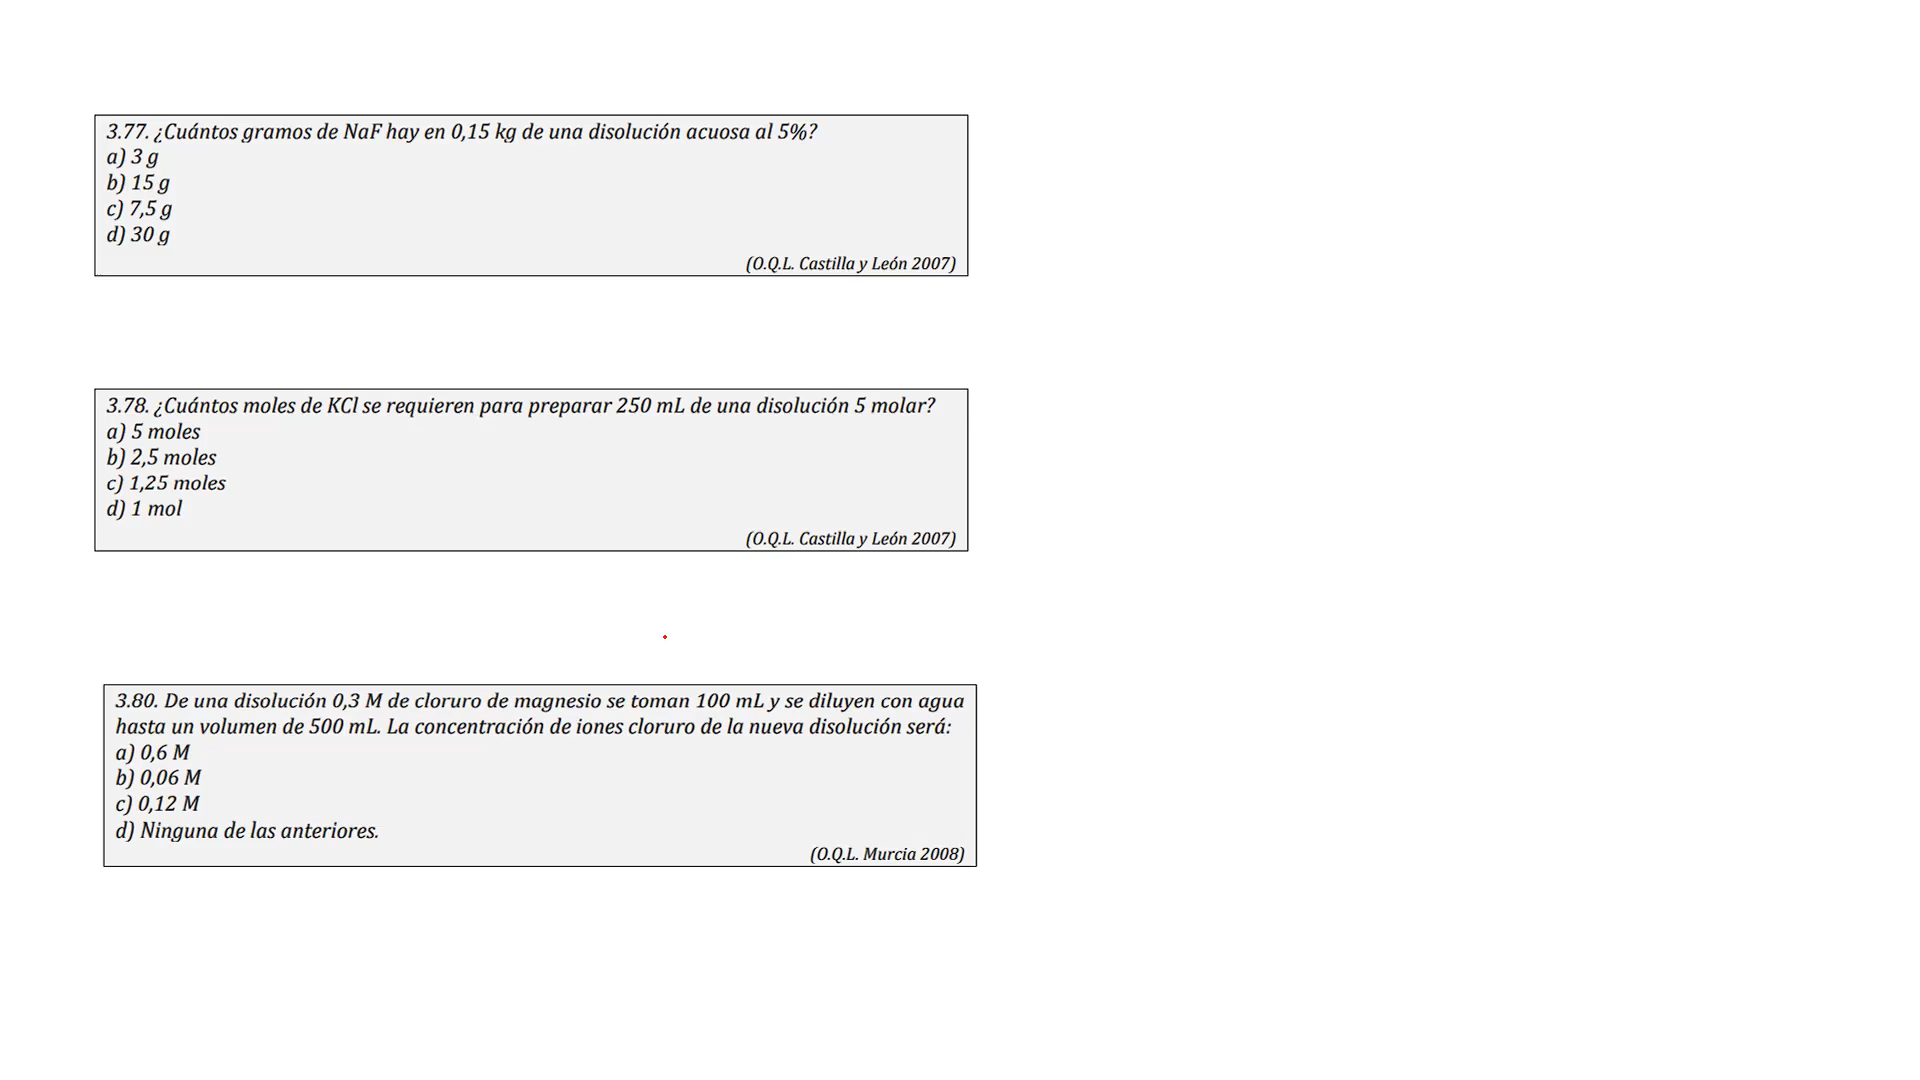 3.77. ¿Cuántos gramos de NaF hay en 0,15 kg de una disolución acuosa al 5%?
a) 3 g
b) 15 g
c) 7,5 g
d) 30 g
(O.Q.L. Castilla y León 2007)
3.78. ¿Cuántos moles de KCl se requieren para preparar 250 mL de una disolución 5 molar?
a) 5 moles
b) 2,5 moles
c) 1,25 moles
d) 1 mol
(O.Q.L. Castilla y León 2007)
3.80. De una disolución 0,3 M de cloruro de magnesio se toman 100 mL y se diluyen con agua
hasta un volumen de 500 mL. La concentración de iones cloruro de la nueva disolución será:
a) 0,6 M
b) 0,06 M
c) 0,12 M
d) Ninguna de las anteriores.
(O.Q.L. Murcia 2008)